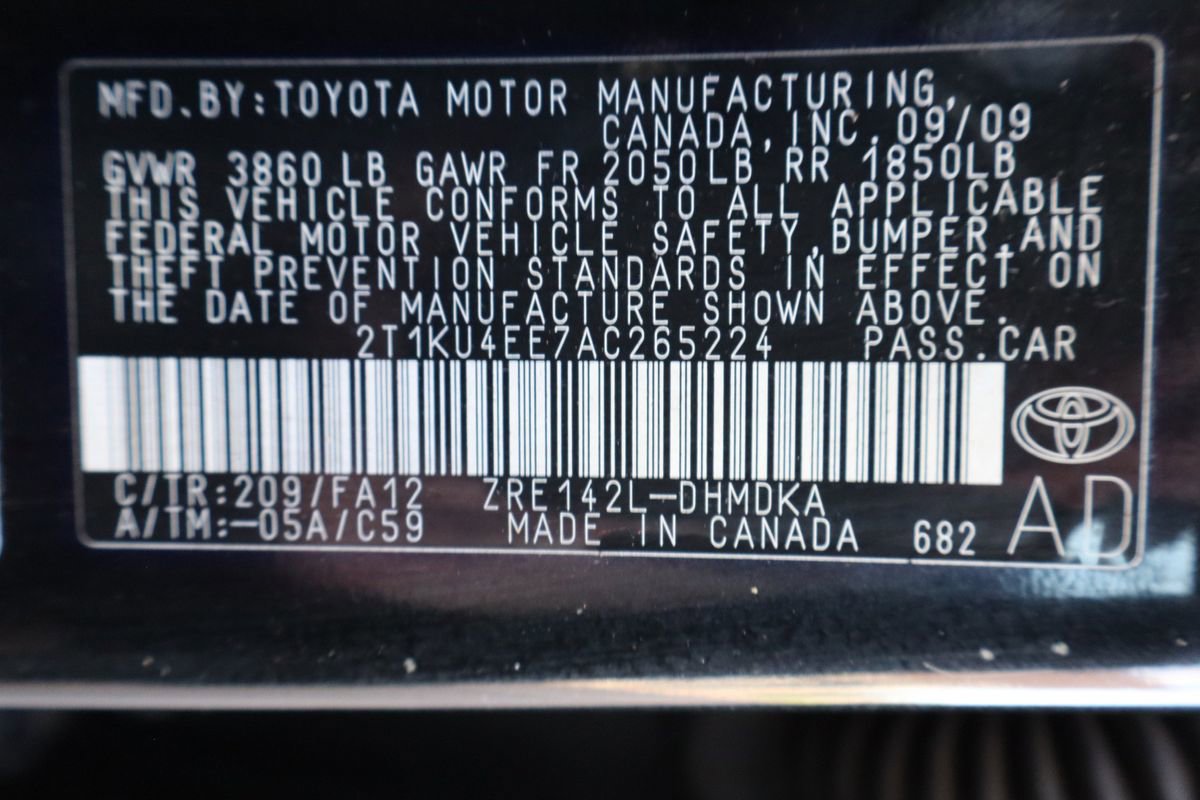 MFD.BY:TOYOTA MOTOR MANUFACTURING,
CANADA,INC.09/09
GVWR 3860LB GAWR FR 2050LB RR 1850LB
THIS VEHICLE CONFORMS TO ALL APPLICABLE
FEDERAL MOTOR VEHICLE SAFETY,BUMPER,AND
THEFT PREVENTION STANDARDS IN EFFECT ON
THE DATE OF MANUFACTURE SHOWN ABOVE.
2T1KU4EE7AC265224 PASS.CAR
C/TR:209/FA12 ZRE142L-DHMDKA
A/TM:-05A/C59 MADE IN CANADA 682 AD